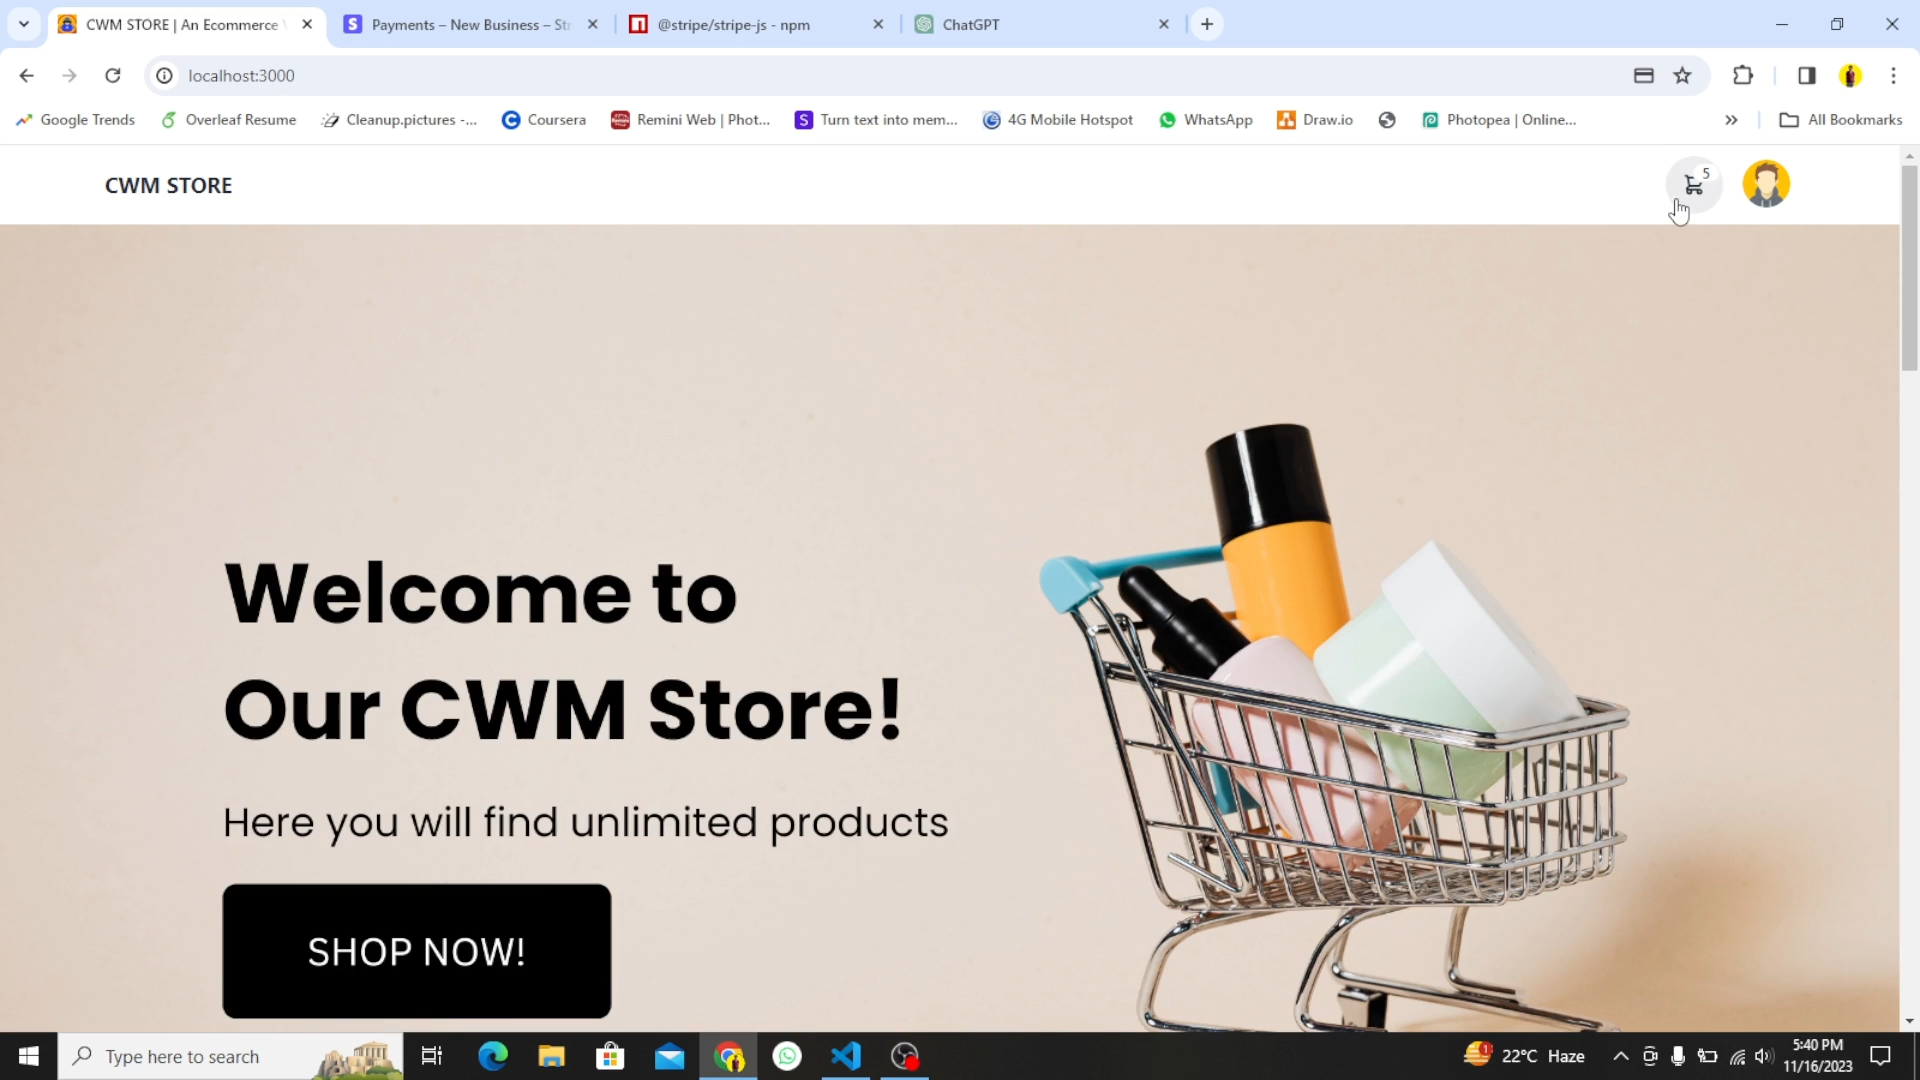 CWM STORE | An Ecommerce
Payments – New Business – St
@stripe/stripe-js - npm
ChatGPT
localhost:3000
Google Trends
Overleaf Resume
Cleanup.pictures -...
Coursera
Remini Web | Phot...
Turn text into mem...
4G Mobile Hotspot
WhatsApp
Draw.io
Photopea | Online...
All Bookmarks
CWM STORE
5
Welcome to
Our CWM Store!
Here you will find unlimited products
SHOP NOW!
Type here to search
1
22°C Haze
5:40 PM
11/16/2023